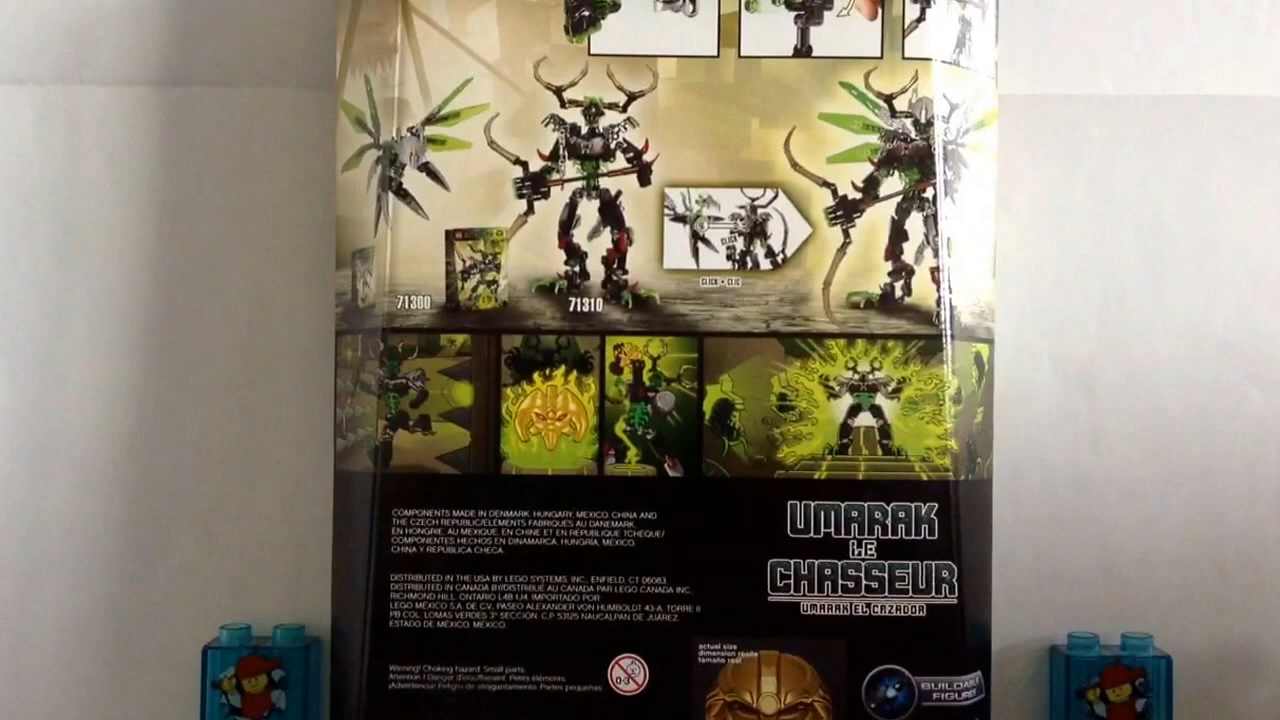 CLICK
CLICK • CLIC
71300
71310
COMPONENTS MADE IN DENMARK, HUNGARY, MEXICO, CHINA AND
THE CZECH REPUBLIC/ÉLÉMENTS FABRIQUÉS AU DANEMARK,
EN HONGRIE, AU MEXIQUE, EN CHINE ET EN RÉPUBLIQUE TCHÈQUE/
COMPONENTES HECHOS EN DINAMARCA, HUNGRÍA, MÉXICO,
CHINA Y REPÚBLICA CHECA.
DISTRIBUTED IN THE USA BY LEGO SYSTEMS, INC., ENFIELD, CT 06083.
DISTRIBUTED IN CANADA BY/DISTRIBUÉ AU CANADA PAR LEGO CANADA INC.,
RICHMOND HILL, ONTARIO L4B 1J4. IMPORTADO POR:
LEGO MÉXICO S.A. DE C.V., PASEO ALEXANDER VON HUMBOLDT 43-A, TORRE II
PB COL. LOMAS VERDES 3ª SECCIÓN, C.P. 53125 NAUCALPAN DE JUÁREZ,
ESTADO DE MÉXICO, MÉXICO.
UMARAK
LE
CHASSEUR
UMARAK EL CAZADOR
Warning! Choking hazard. Small parts.
Attention ! Danger d'étouffement. Petits éléments.
¡Advertencia! Peligro de atragantamiento. Partes pequeñas.
0-3
actual size
dimension réelle
tamaño real
BUILDABLE
FIGURES